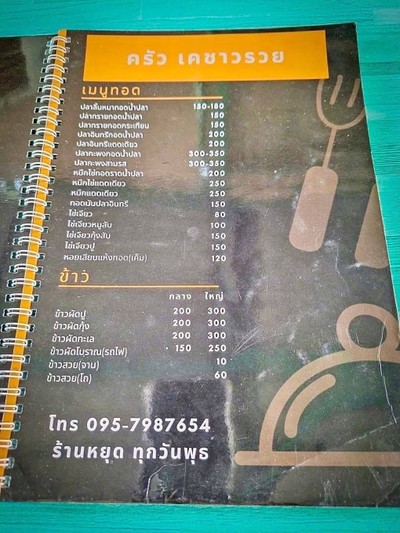 ครัว เคซาวรวย
เมนูทอด
ปลาลิ้นหมาทอดน้ำปลา 150-180
ปลาทรายทอดน้ำปลา 150
ปลาทรายทอดกระเทียม 150
ปลาอินทรีทอดน้ำปลา 200
ปลาอินทรีแดดเดียว 200
ปลากะพงทอดน้ำปลา 300-350
ปลากะพงสามรส 300-350
หมึกไข่ทอดราดน้ำปลา 200
หมึกไข่แดดเดียว 250
หมึกแดดเดียว 250
ทอดมันปลาอินทรี 150
ไข่เจียว 80
ไข่เจียวหมูสับ 100
ไข่เจียวกุ้งสับ 150
ไข่เจียวปู 150
หอยเสียบแห้งทอด(เค็ม) 120
ข้าว
กลาง ใหญ่
ข้าวผัดปู 200 300
ข้าวผัดกุ้ง 200 300
ข้าวผัดทะเล 200 300
ข้าวผัดโบราณ(รถไฟ) 150 250
ข้าวสวย(จาน) 10
ข้าวสวย(โถ) 60
โทร 095-7987654
ร้านหยุด ทุกวันพุธ